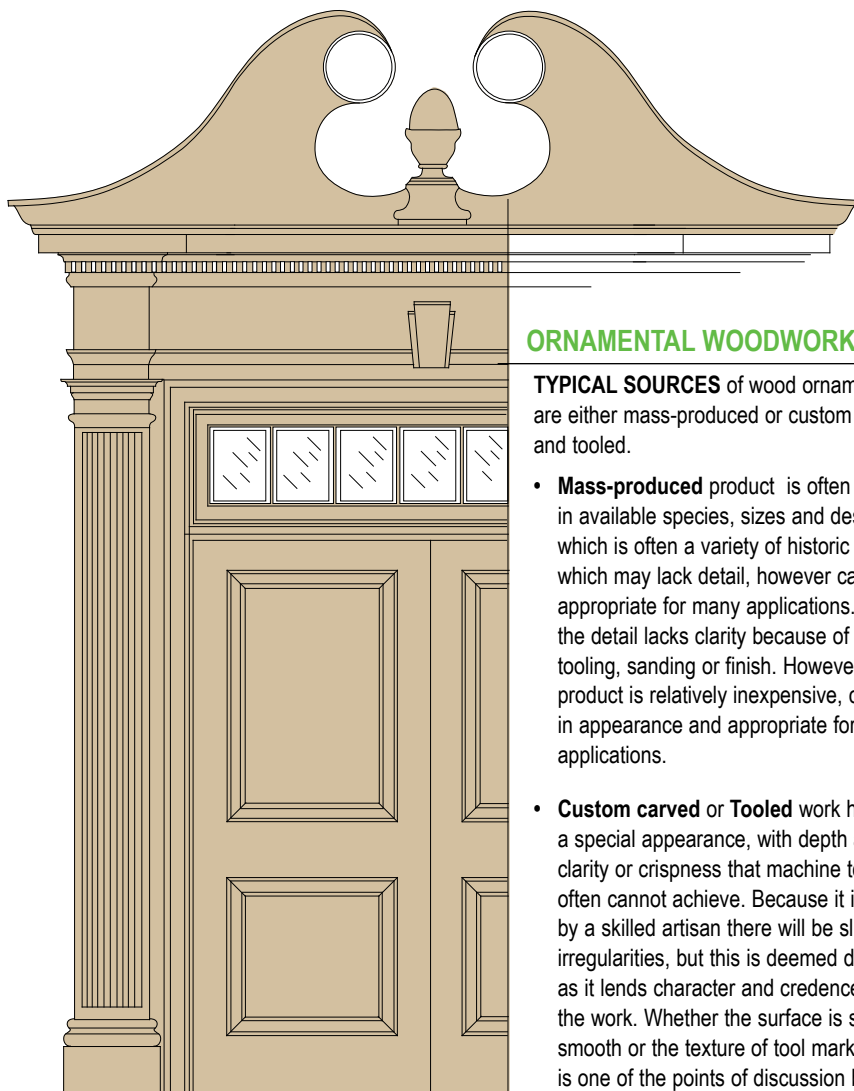 ORNAMENTAL WOODWORK
TYPICAL SOURCES of wood
are either mass-produced or custom
and tooled.
• Mass-produced product is often
in available species, sizes and
which is often a variety of historic
which may lack detail, however
appropriate for many applications.
the detail lacks clarity because of
tooling, sanding or finish.
product is relatively inexpensive,
in appearance and appropriate for
applications.
• Custom carved or Tooled work
a special appearance, with depth
clarity or crispness that machine
often cannot achieve. Because it
by a skilled artisan there will be
irregularities, but this is deemed
as it lends character and credence
the work. Whether the surface is
smooth or the texture of tool
is one of the points of discussion